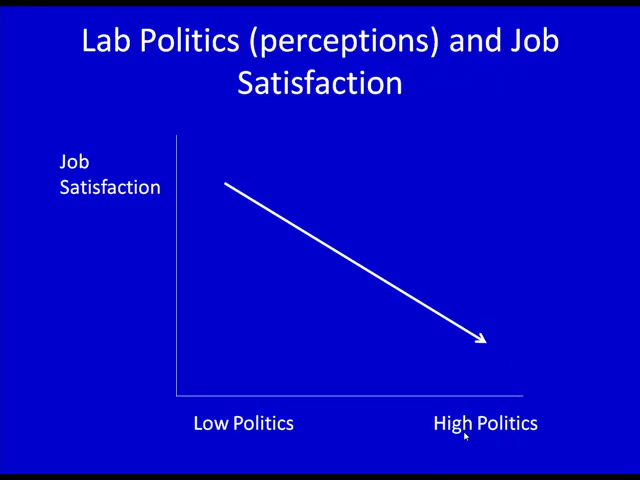 Lab Politics (perceptions) and Job
Satisfaction
Job
Satisfaction
Low Politics
High Politics